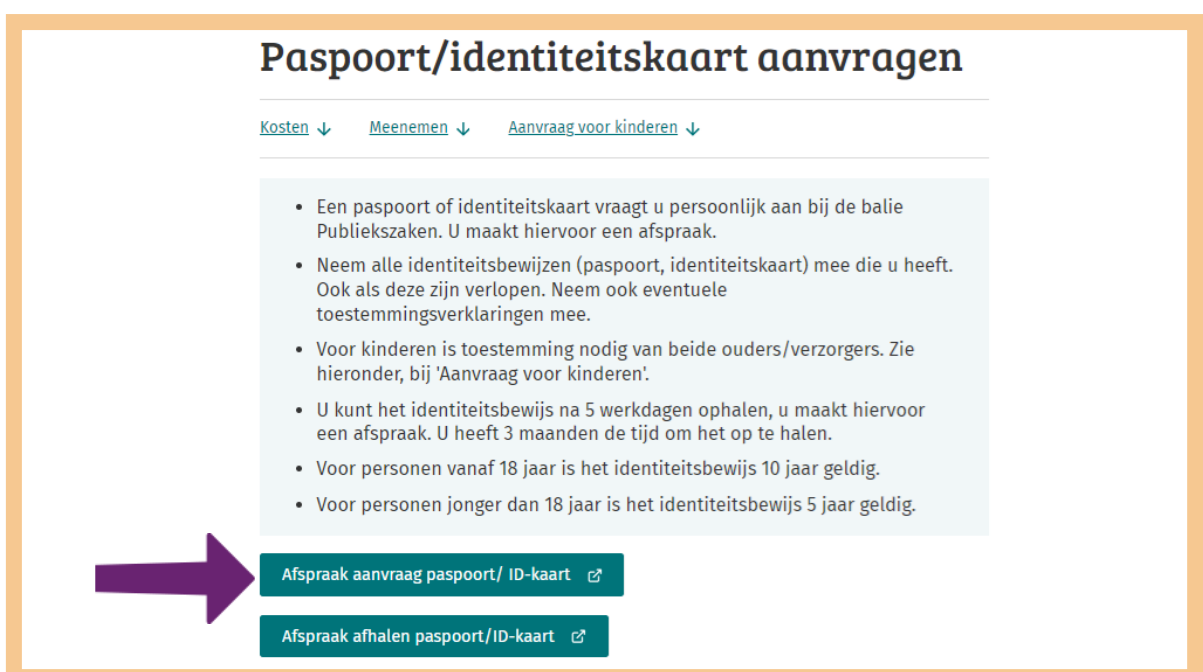 Paspoort/identiteitskaart aanvragen
Kosten ↓ Meenemen ↓ Aanvraag voor kinderen ↓
• Een paspoort of identiteitskaart vraagt u persoonlijk aan bij de balie
Publiekszaken. U maakt hiervoor een afspraak.
• Neem alle identiteitsbewijzen (paspoort, identiteitskaart) mee die u heeft.
Ook als deze zijn verlopen. Neem ook eventuele
toestemmingsverklaringen mee.
• Voor kinderen is toestemming nodig van beide ouders/verzorgers. Zie
hieronder, bij 'Aanvraag voor kinderen'.
• U kunt het identiteitsbewijs na 5 werkdagen ophalen, u maakt hiervoor
een afspraak. U heeft 3 maanden de tijd om het op te halen.
• Voor personen vanaf 18 jaar is het identiteitsbewijs 10 jaar geldig.
• Voor personen jonger dan 18 jaar is het identiteitsbewijs 5 jaar geldig.
Afspraak aanvraag paspoort/ ID-kaart
Afspraak afhalen paspoort/ID-kaart